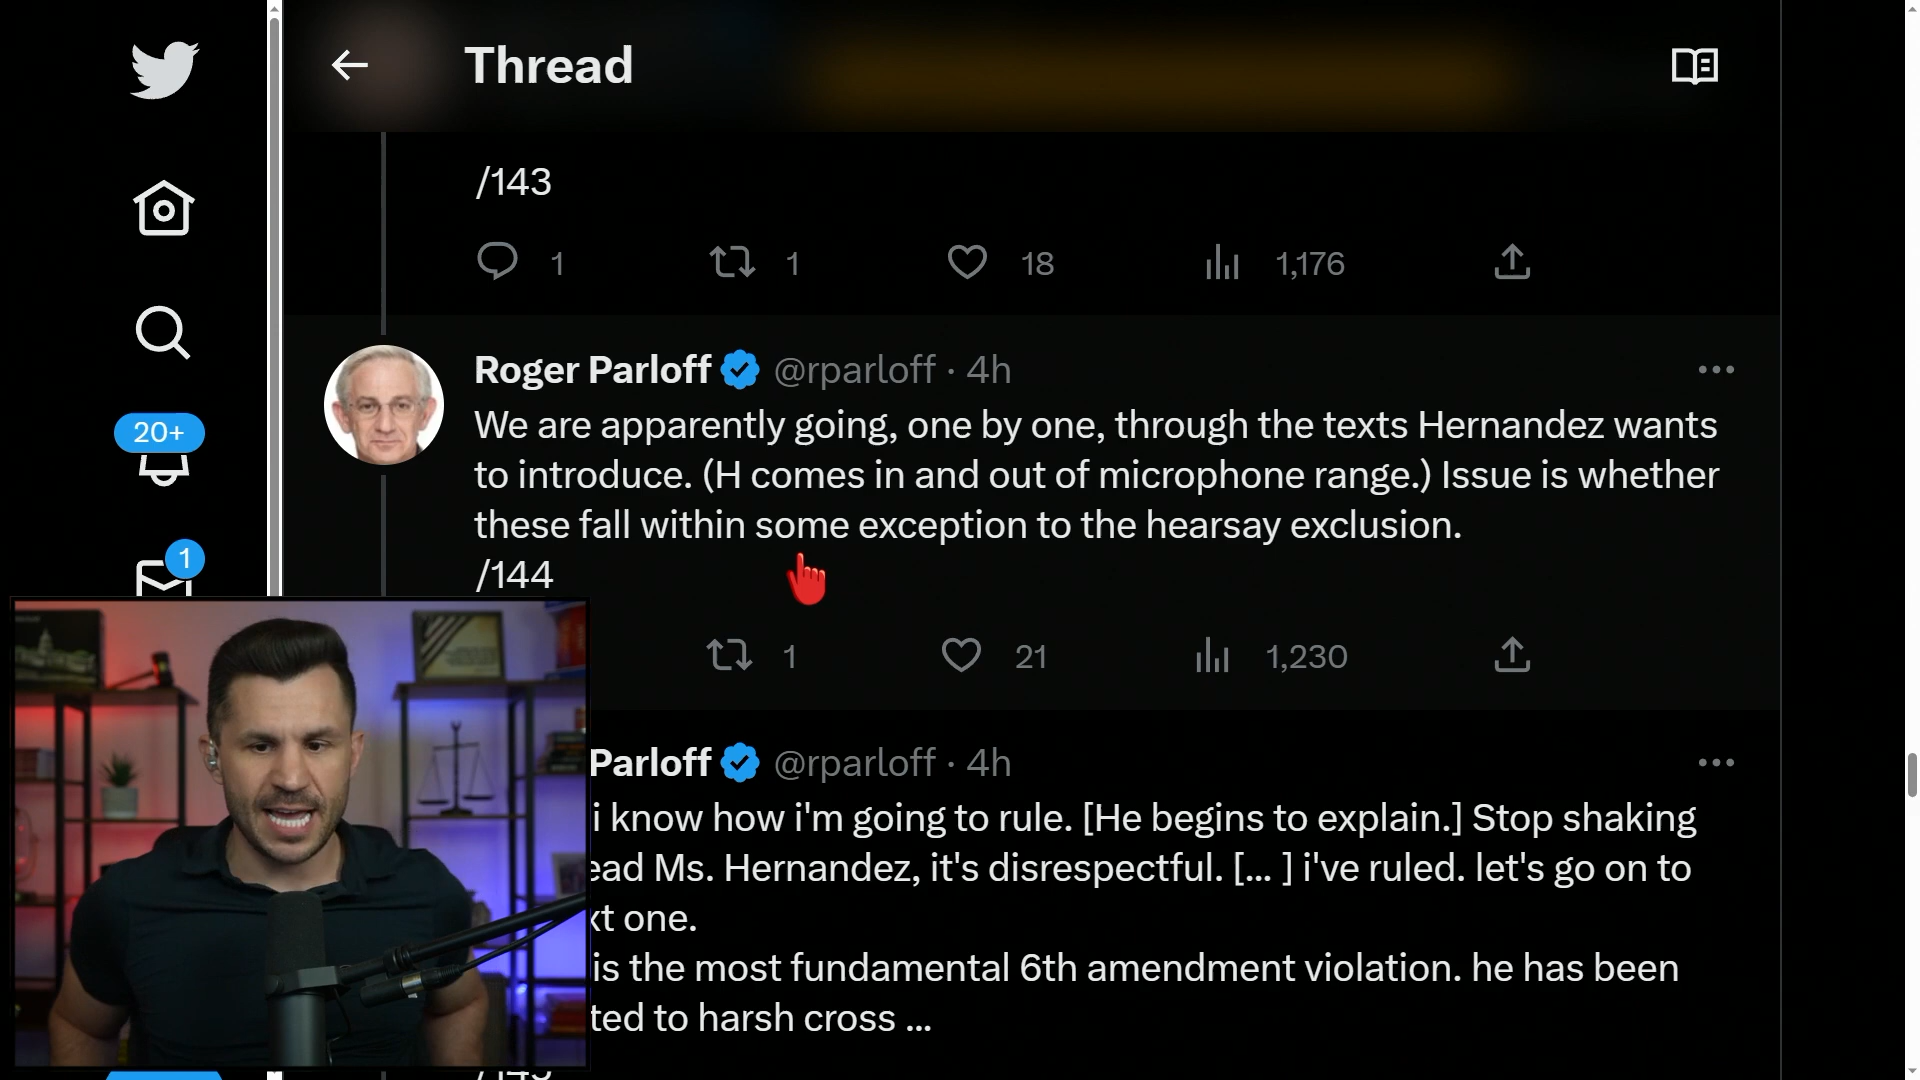 Thread
/143
1
1
18
1,176
Roger Parloff @rparloff · 4h
We are apparently going, one by one, through the texts Hernandez wants
to introduce. (H comes in and out of microphone range.) Issue is whether
these fall within some exception to the hearsay exclusion.
/144
20+
1
1
21
1,230
Parloff @rparloff · 4h
i know how i'm going to rule. [He begins to explain.] Stop shaking
ead Ms. Hernandez, it's disrespectful. [... ] i've ruled. let's go on to
xt one.
is the most fundamental 6th amendment violation. he has been
ted to harsh cross ...